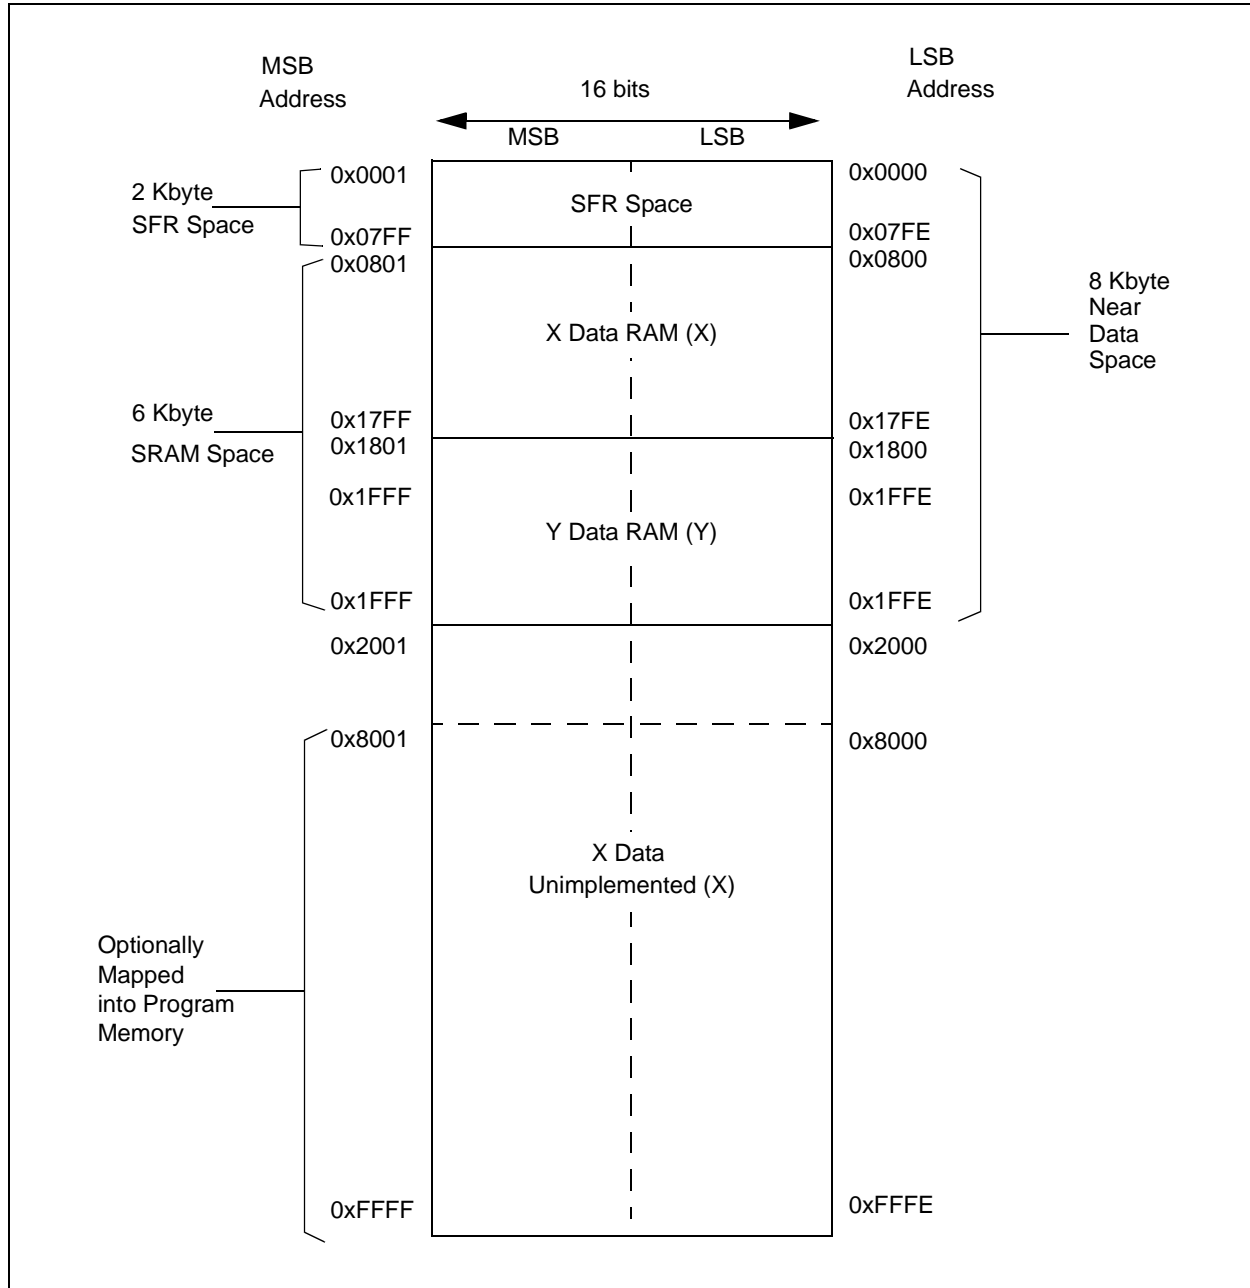 MSB
Address
LSB
Address
16 bits
MSB
LSB
2 Kbyte
SFR Space
0x0001
SFR Space
0x0000
0x07FF
0x07FE
0x0801
0x0800
8 Kbyte
Near
Data
Space
X Data RAM (X)
6 Kbyte
SRAM Space
0x17FF
0x17FE
0x1801
0x1800
0x1FFF
0x1FFE
Y Data RAM (Y)
0x1FFF
0x1FFE
0x2001
0x2000
0x8001
0x8000
X Data
Unimplemented (X)
Optionally
Mapped
into Program
Memory
0xFFFF
0xFFFE